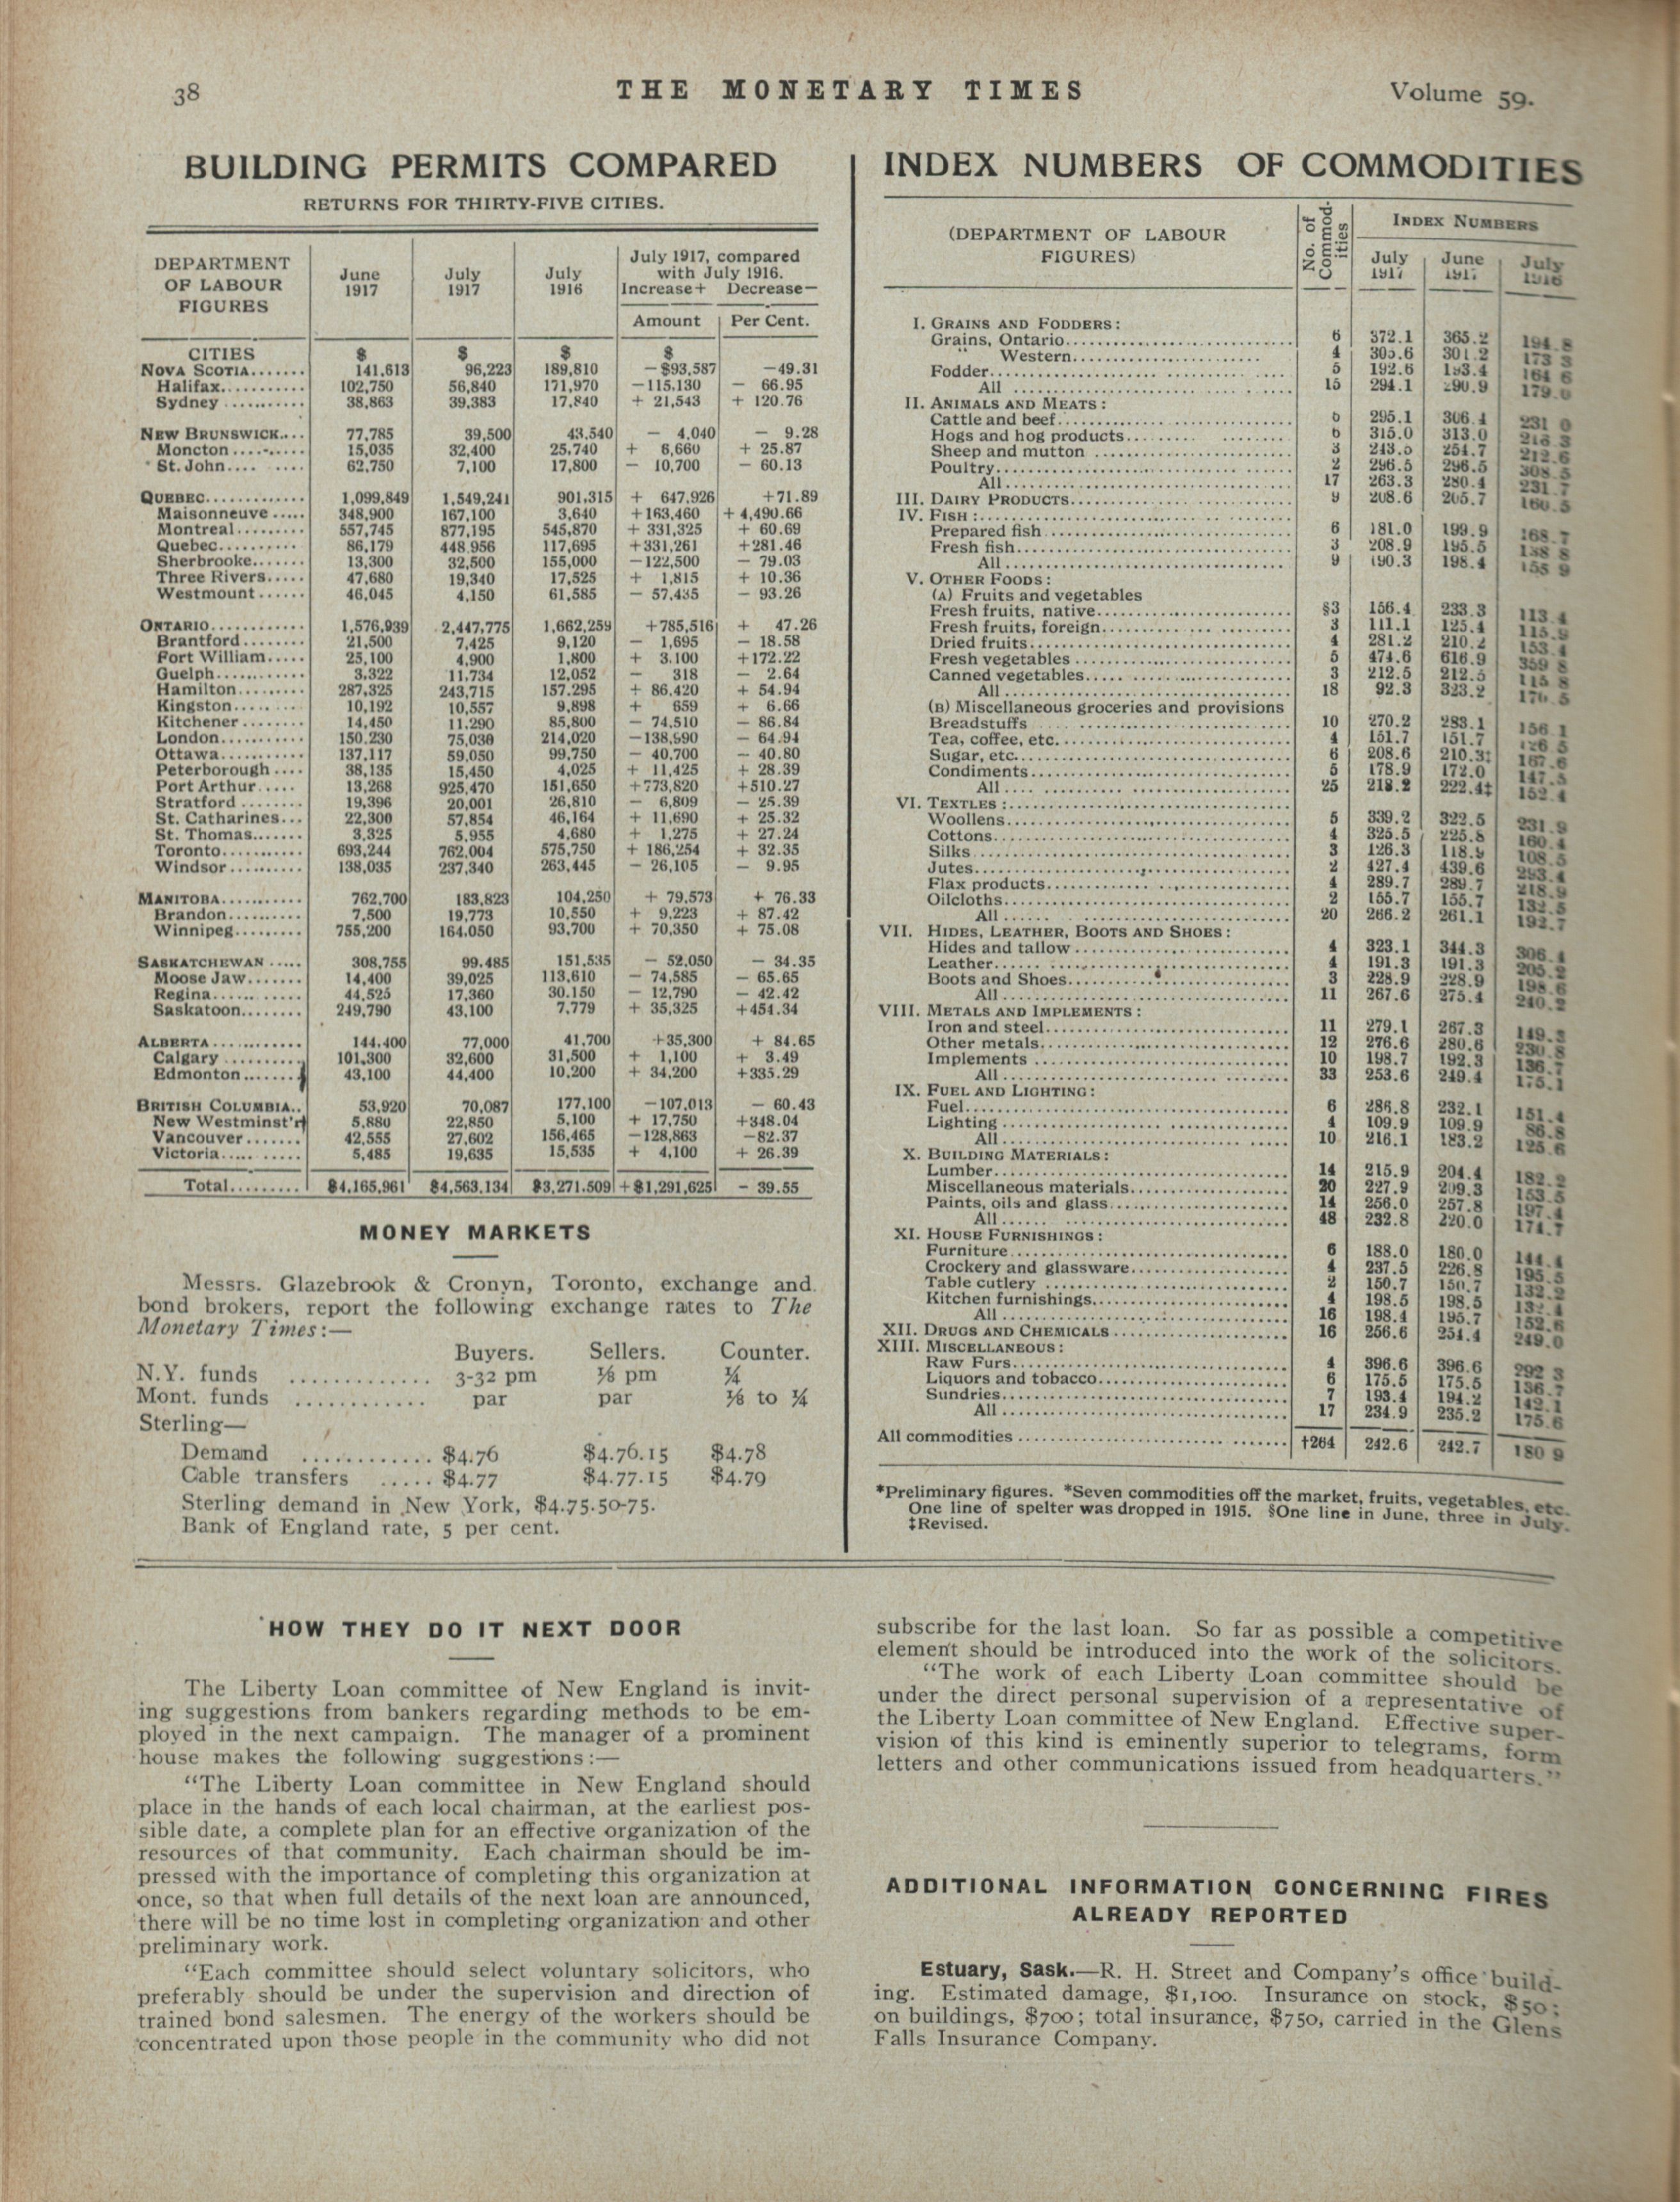 38
THE MONETARY TIMES
Volume 59.
BUILDING PERMITS COMPARED
RETURNS FOR THIRTY-FIVE CITIES.
DEPARTMENT OF LABOUR FIGURES | June 1917 | July 1917 | July 1916 | July 1917, compared with July 1916. Increase+ Decrease—
Amount | Per Cent.
CITIES $ $ $ $
NOVA SCOTIA....... 141,613 96,223 189,810 —$93,587 —49.31
Halifax........... 102,750 56,840 171,970 —115,130 — 66.95
Sydney ........... 38,863 39,383 17,840 + 21,543 + 120.76
NEW BRUNSWICK.... 77,785 39,500 43,540 — 4,040 — 9.28
Moncton .......... 15,035 32,400 25,740 + 6,660 + 25.87
St. John.... .... 62,750 7,100 17,800 — 10,700 — 60.13
QUEBEC............. 1,099,849 1,549,241 901,315 + 647,926 +71.89
Maisonneuve ..... 348,900 167,100 3,640 +163,460 + 4,490.66
Montreal......... 557,745 877,195 545,870 + 331,325 + 60.69
Quebec.......... 86,179 448,956 117,695 +331,261 +281.46
Sherbrooke....... 13,300 32,500 155,000 —122,500 — 79.03
Three Rivers..... 47,680 19,340 17,525 + 1,815 + 10.36
Westmount ...... 46,045 4,150 61,585 — 57,435 — 93.26
ONTARIO............ 1,576,939 2,447,775 1,662,259 +785,516 + 47.26
Brantford ........ 21,500 7,425 9,120 — 1,695 — 18.58
Fort William..... 25,100 4,900 1,800 + 3.100 +172.22
Guelph............ 3,322 11,734 12,052 — 318 — 2.64
Hamilton......... 287,325 243,715 157.295 + 86,420 + 54.94
Kingston......... 10,192 10,557 9,898 + 659 + 6.66
Kitchener ........ 14,450 11,290 85,800 — 74,510 — 86.84
London........... 150,230 75,030 214,020 —138,990 — 64.94
Ottawa........... 137,117 59,050 99,750 — 40,700 — 40.80
Peterborough .... 38,135 15,450 4,025 + 11,425 + 28.39
Port Arthur..... 13,268 925,470 151,650 +773,820 +510.27
Stratford ........ 19,396 20,001 26,810 — 6,809 — 25.39
St. Catharines... 22,300 57,854 46,164 + 11,690 + 25.32
St. Thomas....... 3,325 5,955 4,680 + 1,275 + 27.24
Toronto........... 693,244 762,004 575,750 + 186,254 + 32.35
Windsor .......... 138,035 237,340 263,445 — 26,105 — 9.95
MANITOBA........... 762,700 183,823 104,250 + 79,573 + 76.33
Brandon.......... 7,500 19,773 10,550 + 9,223 + 87.42
Winnipeg......... 755,200 164,050 93,700 + 70,350 + 75.08
SASKATCHEWAN ..... 308,755 99,485 151,535 — 52,050 — 34.35
Moose Jaw....... 14,400 39,025 113,610 — 74,585 — 65.65
Regina............ 44,525 17,360 30,150 — 12,790 — 42.42
Saskatoon........ 249,790 43,100 7,779 + 35,325 +454.34
ALBERTA............ 144,400 77,000 41,700 +35,300 + 84.65
Calgary .......... 101,300 32,600 31,500 + 1,100 + 3.49
Edmonton....... 43,100 44,400 10,200 + 34,200 +335.29
BRITISH COLUMBIA.. 53,920 70,087 177,100 —107,013 — 60.43
New Westminst'r 5,880 22,850 5,100 + 17,750 +348.04
Vancouver....... 42,555 27,602 156,465 —128,863 —82.37
Victoria.......... 5,485 19,635 15,535 + 4,100 + 26.39
Total......... $4,165,961 $4,563,134 $3,271,509 +$1,291,625 — 39.55
MONEY MARKETS
Messrs. Glazebrook & Cronyn, Toronto, exchange and
bond brokers, report the following exchange rates to The
Monetary Times:—
Buyers. Sellers. Counter.
N.Y. funds ............. 3-32 pm ⅛ pm ¼
Mont. funds ............ par par ⅛ to ¼
Sterling—
Demand ............ $4.76 $4.76.15 $4.78
Cable transfers ..... $4.77 $4.77.15 $4.79
Sterling demand in New York, $4.75.50-75.
Bank of England rate, 5 per cent.
INDEX NUMBERS OF COMMODITIES
(DEPARTMENT OF LABOUR FIGURES) | No. of Commodities | INDEX NUMBERS
July 1917 | June 1917 | July 1916
I. GRAINS AND FODDERS:
Grains, Ontario.......... 6 372.1 365.2 194.8
" Western.......... 4 305.6 301.2 173 3
Fodder.......... 5 192.6 183.4 164 6
All .......... 15 294.1 290.9 179.0
II. ANIMALS AND MEATS:
Cattle and beef.......... 6 295.1 306.4 231 0
Hogs and hog products.......... 6 315.0 313.0 213 3
Sheep and mutton .......... 3 243.5 254.7 212.6
Poultry.......... 2 296.5 296.5 308 5
All.......... 17 263.3 280.4 231.7
III. DAIRY PRODUCTS.......... 9 208.6 205.7 160.5
IV. FISH:..........
Prepared fish.......... 6 181.0 199.9 168.7
Fresh fish.......... 3 208.9 195.5 138 8
All.......... 9 190.3 198.4 155 9
V. OTHER FOODS:
(A) Fruits and vegetables
Fresh fruits, native.......... §3 156.4 233.3 113.4
Fresh fruits, foreign.......... 3 111.1 125.4 115.9
Dried fruits.......... 4 281.2 210.2 153.4
Fresh vegetables .......... 5 474.6 616.9 359 8
Canned vegetables.......... 3 212.5 212.5 115 8
All.......... 18 92.3 323.2 176 5
(B) Miscellaneous groceries and provisions
Breadstuffs .......... 10 270.2 283.1 156 1
Tea, coffee, etc.......... 4 151.7 151.7 126 5
Sugar, etc.......... 6 208.6 210.3‡ 167.6
Condiments.......... 5 178.9 172.0 147.5
All.......... 25 218.2 222.4‡ 152.4
VI. TEXTLES:..........
Woollens.......... 5 339.2 322.5 231.9
Cottons.......... 4 325.5 225.8 160.4
Silks.......... 3 126.3 118.9 108.5
Jutes.......... 2 427.4 439.6 293.4
Flax products.......... 4 289.7 289.7 218.9
Oilcloths.......... 2 155.7 155.7 132.5
All .......... 20 266.2 261.1 192.7
VII. HIDES, LEATHER, BOOTS AND SHOES:
Hides and tallow.......... 4 323.1 344.3 306.4
Leather.......... 4 191.3 191.3 205.2
Boots and Shoes.......... 3 228.9 228.9 198.6
All.......... 11 267.6 275.4 240.2
VIII. METALS AND IMPLEMENTS:
Iron and steel.......... 11 279.1 267.3 149.3
Other metals.......... 12 276.6 280.6 230.8
Implements .......... 10 198.7 192.3 136.7
All.......... 33 253.6 249.4 175.1
IX. FUEL AND LIGHTING:
Fuel.......... 6 286.8 232.1 151.4
Lighting .......... 4 109.9 109.9 86.8
All.......... 10 216.1 183.2 125.6
X. BUILDING MATERIALS:
Lumber.......... 14 215.9 204.4 182.2
Miscellaneous materials.......... 20 227.9 209.3 153.5
Paints, oils and glass.......... 14 256.0 257.8 197.4
All.......... 48 232.8 220.0 174.7
XI. HOUSE FURNISHINGS:
Furniture.......... 6 188.0 180.0 144.4
Crockery and glassware.......... 4 237.5 226.8 195.5
Table cutlery .......... 2 150.7 150.7 132.2
Kitchen furnishings.......... 4 198.5 198.5
All.......... 16 198.4 195.7 152.6
XII. DRUGS AND CHEMICALS .......... 16 256.6 254.4 249.0
XIII. MISCELLANEOUS:
Raw Furs.......... 4 396.6 396.6 292 3
Liquors and tobacco.......... 6 175.5 175.5 136.7
Sundries.......... 7 193.4 194.2 142.1
All .......... 17 234.9 235.2 175.6
All commodities .......... †264 242.6 242.7 180 9
*Preliminary figures. *Seven commodities off the market, fruits, vegetables, etc.
One line of spelter was dropped in 1915. §One line in June, three in July.
‡Revised.
HOW THEY DO IT NEXT DOOR
The Liberty Loan committee of New England is invit-
ing suggestions from bankers regarding methods to be em-
ployed in the next campaign. The manager of a prominent
house makes the following suggestions:—
"The Liberty Loan committee in New England should
place in the hands of each local chairman, at the earliest pos-
sible date, a complete plan for an effective organization of the
resources of that community. Each chairman should be im-
pressed with the importance of completing this organization at
once, so that when full details of the next loan are announced,
there will be no time lost in completing organization and other
preliminary work.
"Each committee should select voluntary solicitors, who
preferably should be under the supervision and direction of
trained bond salesmen. The energy of the workers should be
concentrated upon those people in the community who did not
subscribe for the last loan. So far as possible a competitive
element should be introduced into the work of the solicitors.
"The work of each Liberty Loan committee should be
under the direct personal supervision of a representative of
the Liberty Loan committee of New England. Effective super-
vision of this kind is eminently superior to telegrams, form
letters and other communications issued from headquarters."
ADDITIONAL INFORMATION CONCERNING FIRES
ALREADY REPORTED
Estuary, Sask.—R. H. Street and Company's office build-
ing. Estimated damage, $1,100. Insurance on stock, $50;
on buildings, $700; total insurance, $750, carried in the Glens
Falls Insurance Company.